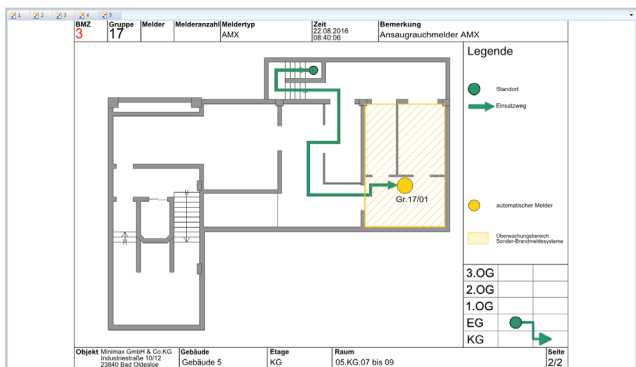 1 2 3 4 5
BMZ Gruppe Melder Melderanzahl Meldertyp Zeit Bemerkung
3 17 AMX 22.08.2016 Ansaugrauchmelder AMX
08:40:06
Legende
Standort
Einsatzweg
Gr.17/01
automatischer Melder
Überwachungsbereich
Sonder-Brandmeldesysteme
3.OG
2.OG
1.OG
EG
KG
Objekt Minimax GmbH & Co.KG Gebäude Etage Raum Seite
Industriestraße 10/12
23840 Bad Oldesloe Gebäude 5 KG 05.KG.07 bis 09 2/2